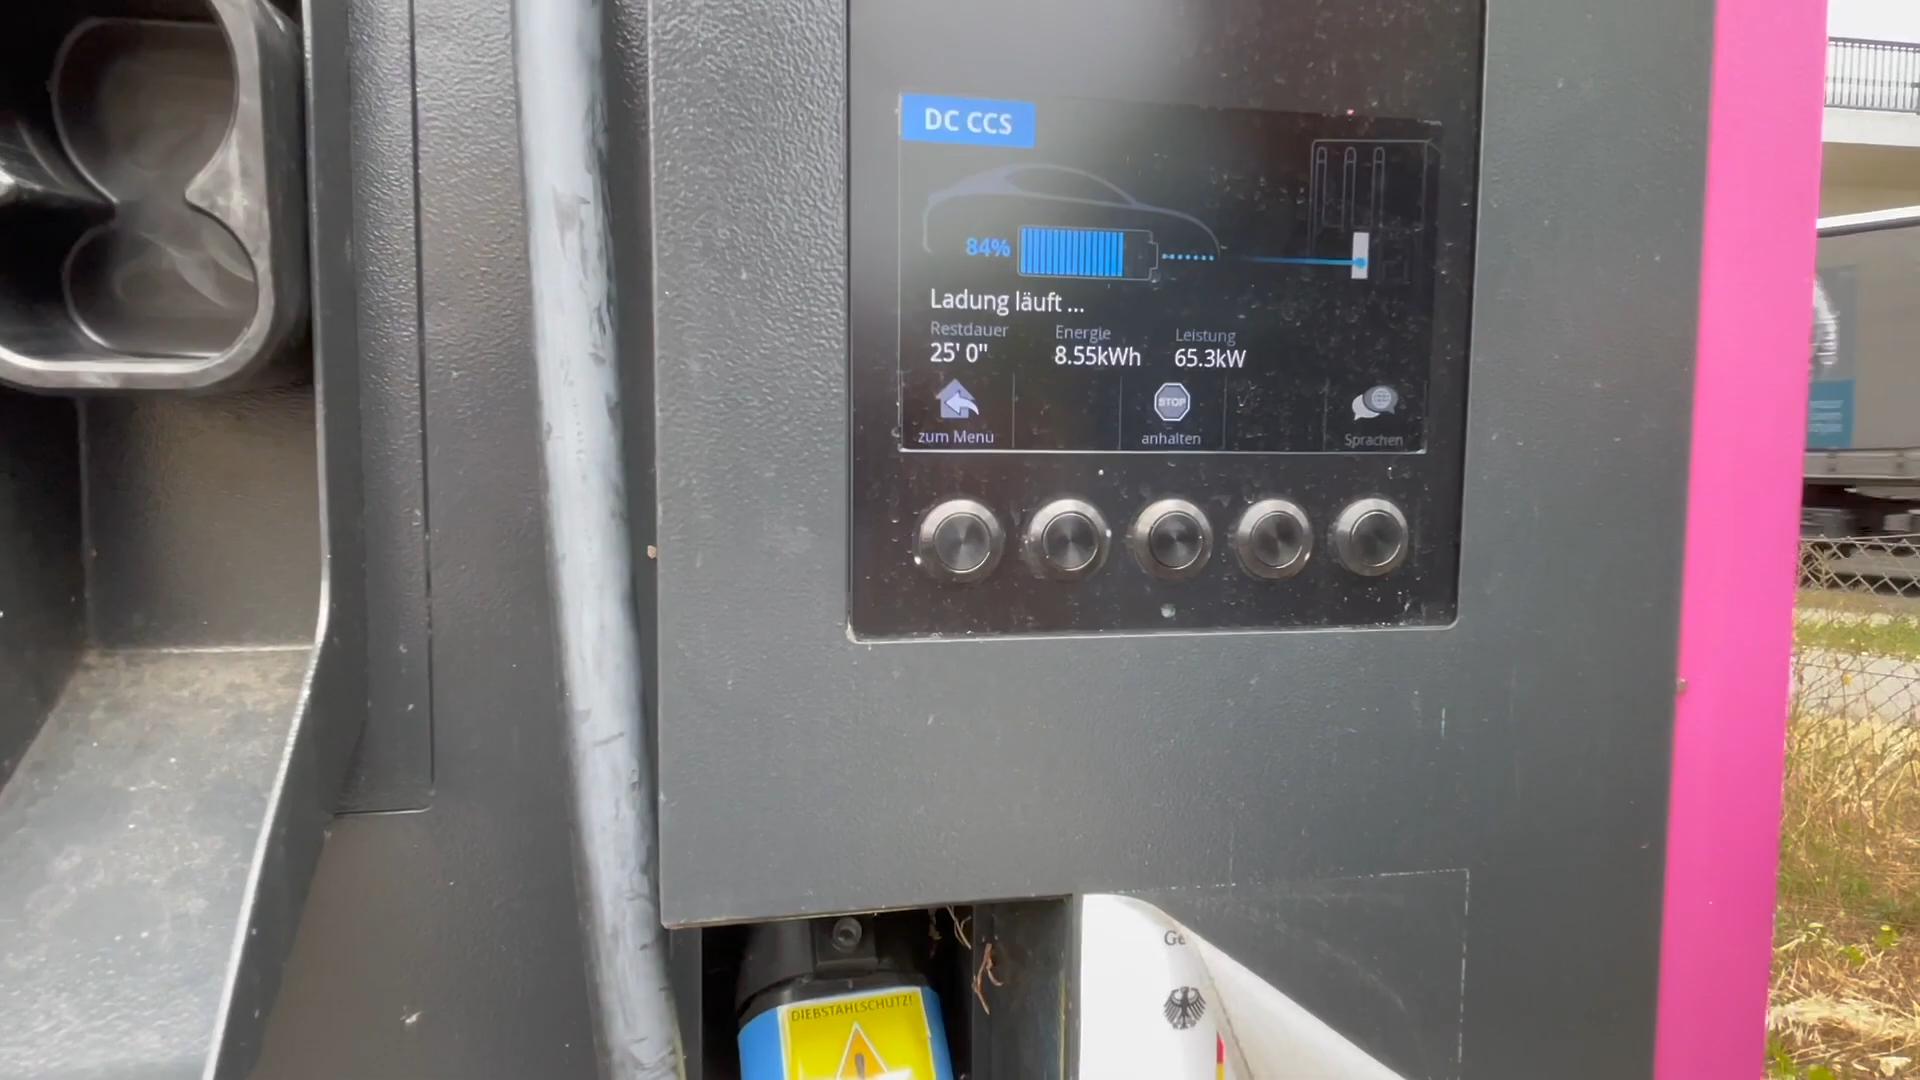 DC CCS
84%
Ladung läuft ...
Restdauer Energie Leistung
25' 0" 8.55kWh 65.3kW
STOP
zum Menü anhalten Sprachen
DIEBSTAHLSCHUTZ!